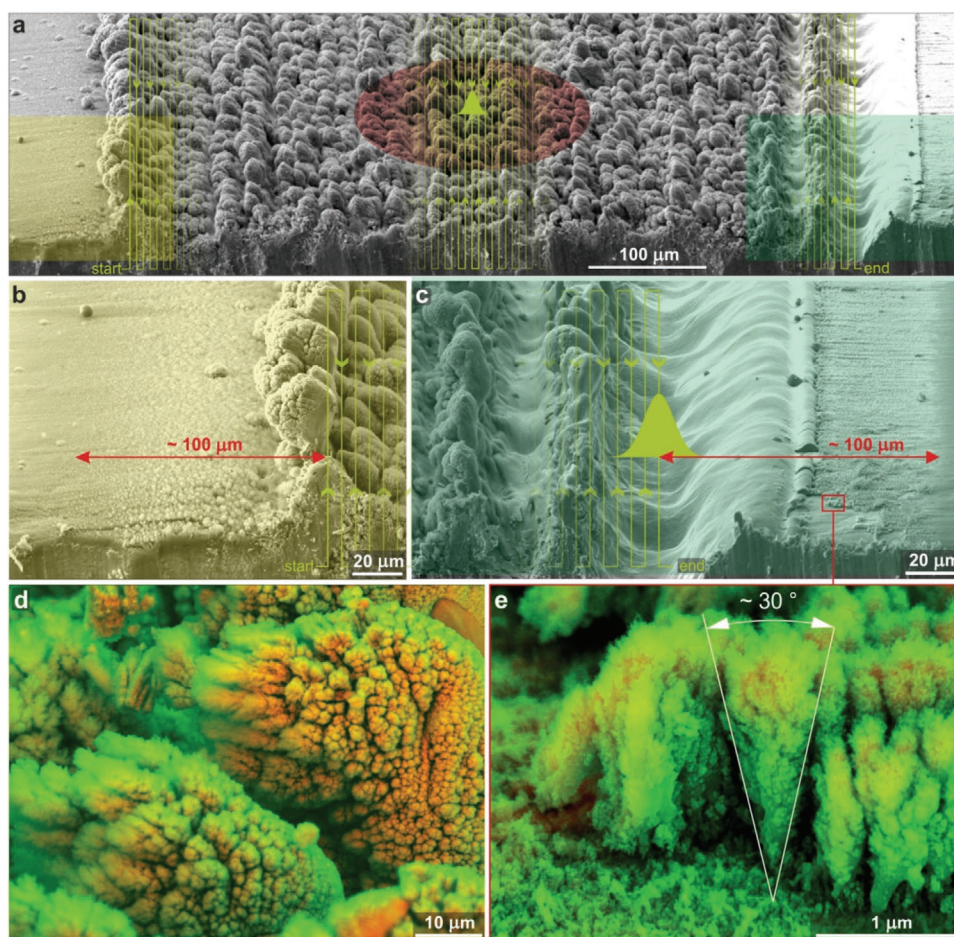 a
start
100 µm
end
b
~ 100 µm
start
20 µm
c
~ 100 µm
end
20 µm
d
10 µm
e
~ 30 °
1 µm